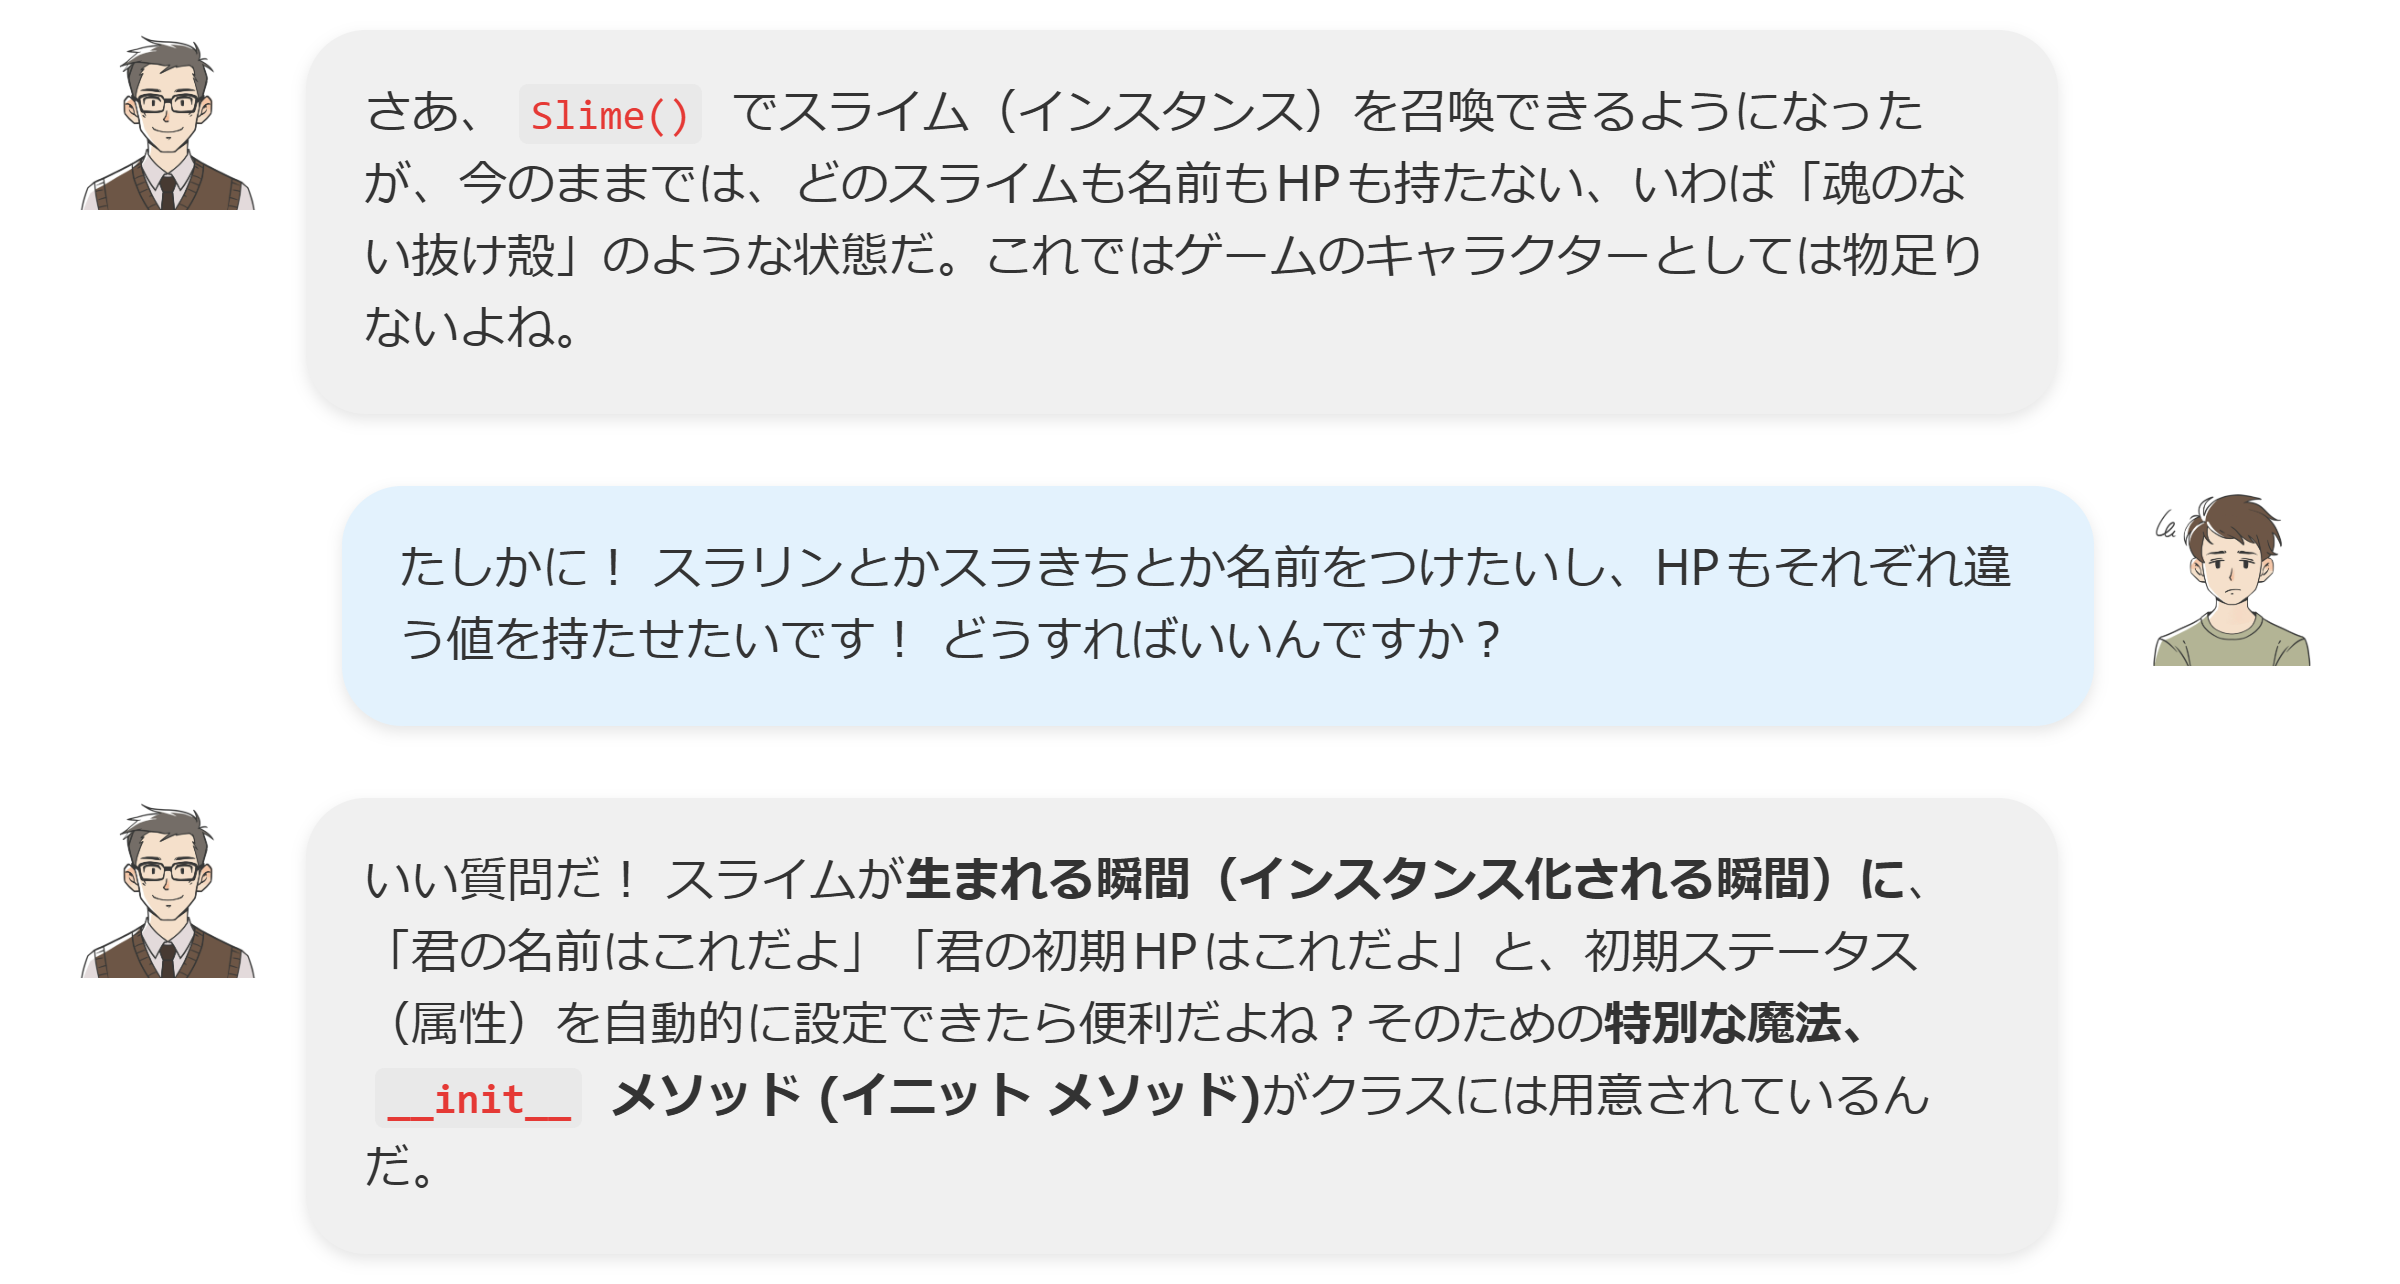 さあ、 Slime() でスライム（インスタンス）を召喚できるようになった
が、今のままでは、どのスライムも名前もHPも持たない、いわば「魂のな
い抜け殻」のような状態だ。これではゲームのキャラクターとしては物足り
ないよね。
たしかに！ スラリンとかスラきちとか名前をつけたいし、HPもそれぞれ違
う値を持たせたいです！ どうすればいいんですか？
いい質問だ！ スライムが生まれる瞬間（インスタンス化される瞬間）に、
「君の名前はこれだよ」「君の初期HPはこれだよ」と、初期ステータス
（属性）を自動的に設定できたら便利だよね？そのための特別な魔法、
__init__ メソッド (イニット メソッド)がクラスには用意されているん
だ。